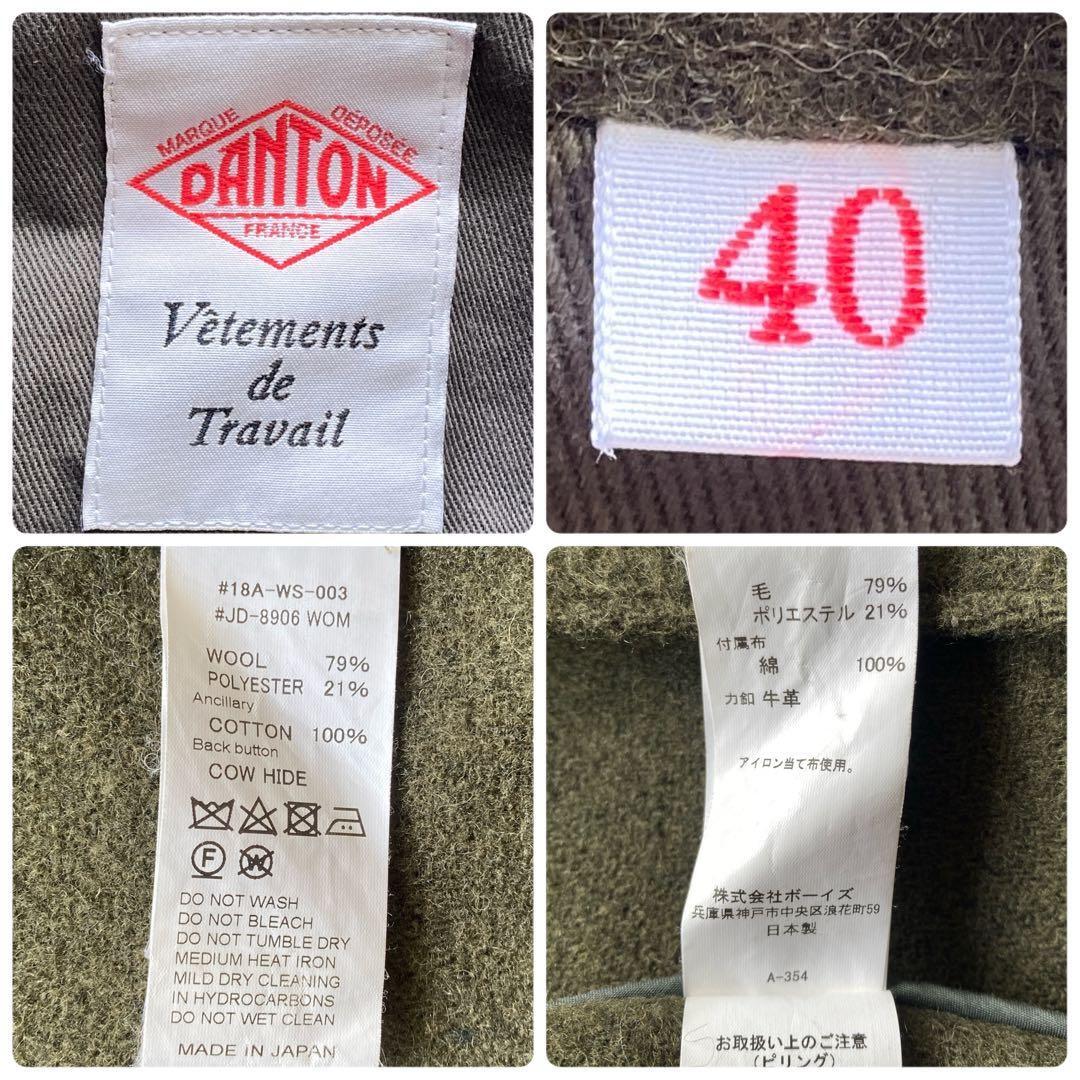 MARQUE DÉPOSÉE
DANTON
FRANCE
Vêtements
de
Travail
40
#18A-WS-003
#JD-8906 WOM
WOOL 79%
POLYESTER 21%
Ancillary
COTTON 100%
Back button
COW HIDE
F W
DO NOT WASH
DO NOT BLEACH
DO NOT TUMBLE DRY
MEDIUM HEAT IRON
MILD DRY CLEANING
IN HYDROCARBONS
DO NOT WET CLEAN
MADE IN JAPAN
毛 79%
ポリエステル 21%
付属布
綿 100%
力釦 牛革
アイロン当て布使用。
株式会社ボーイズ
兵庫県神戸市中央区浪花町59
日本製
A-354
お取扱い上のご注意
(ピリング)